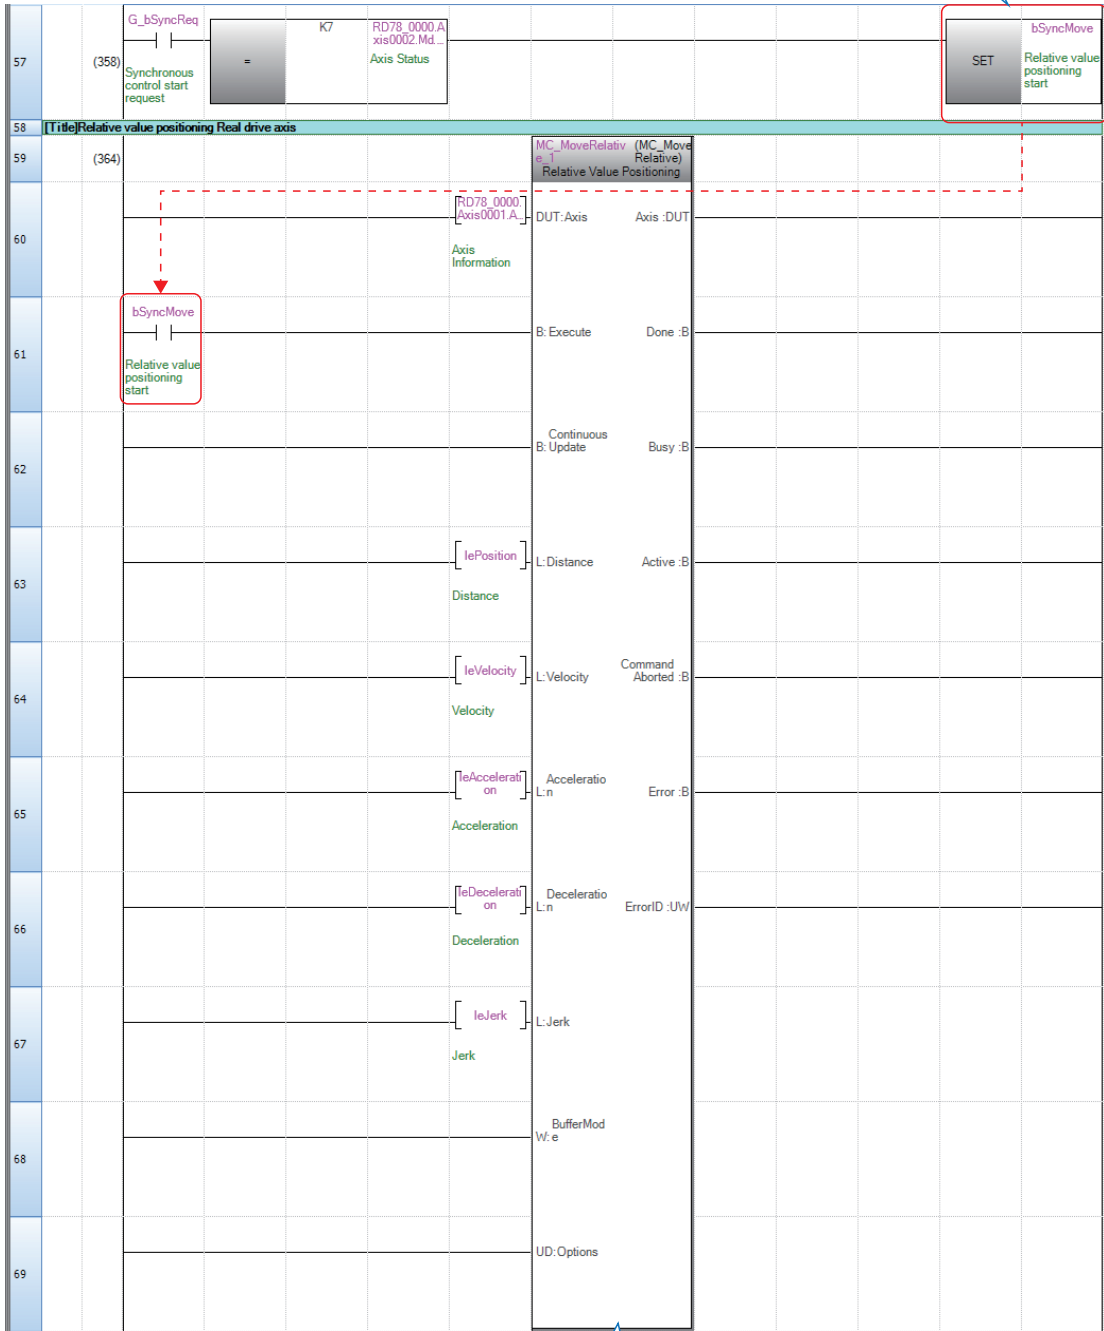 G_bSyncReq
K7
RD78_0000.A
xis0002.Md...
bSyncMove
57
(358)
=
Axis Status
SET
Relative value
positioning
start
Synchronous
control start
request
58
[Title]Relative value positioning Real drive axis
59
(364)
MC_MoveRelativ
e_1
(MC_Move
Relative)
Relative Value Positioning
60
RD78_0000.
Axis0001.A...
DUT:Axis
Axis :DUT
Axis
Information
61
bSyncMove
B: Execute
Done :B
Relative value
positioning
start
62
Continuous
B: Update
Busy :B
63
lePosition
L:Distance
Active :B
Distance
64
leVelocity
L:Velocity
Command
Aborted :B
Velocity
65
leAccelerati
on
Acceleratio
L:n
Error :B
Acceleration
66
leDecelerati
on
Deceleratio
L:n
ErrorID :UW
Deceleration
67
leJerk
L:Jerk
Jerk
68
BufferMod
W: e
69
UD:Options